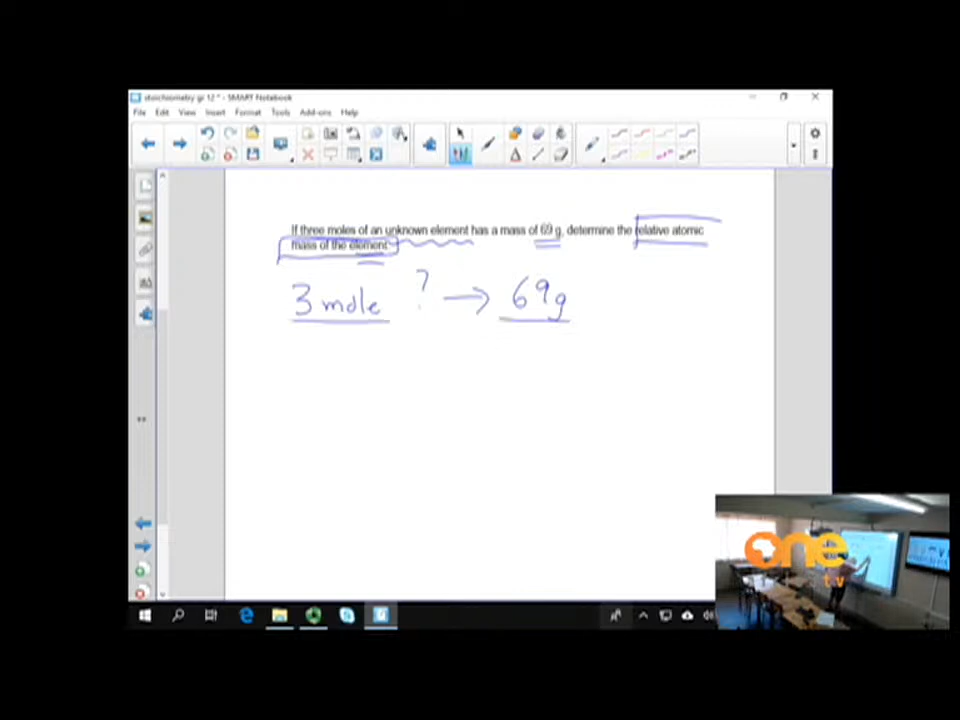 stoichiometry gr 12 * - SMART Notebook
File Edit View Insert Format Tools Add-ons Help
If three moles of an unknown element has a mass of 69 g, determine the relative atomic
mass of the element.
3 mole ? → 69g
one
tv